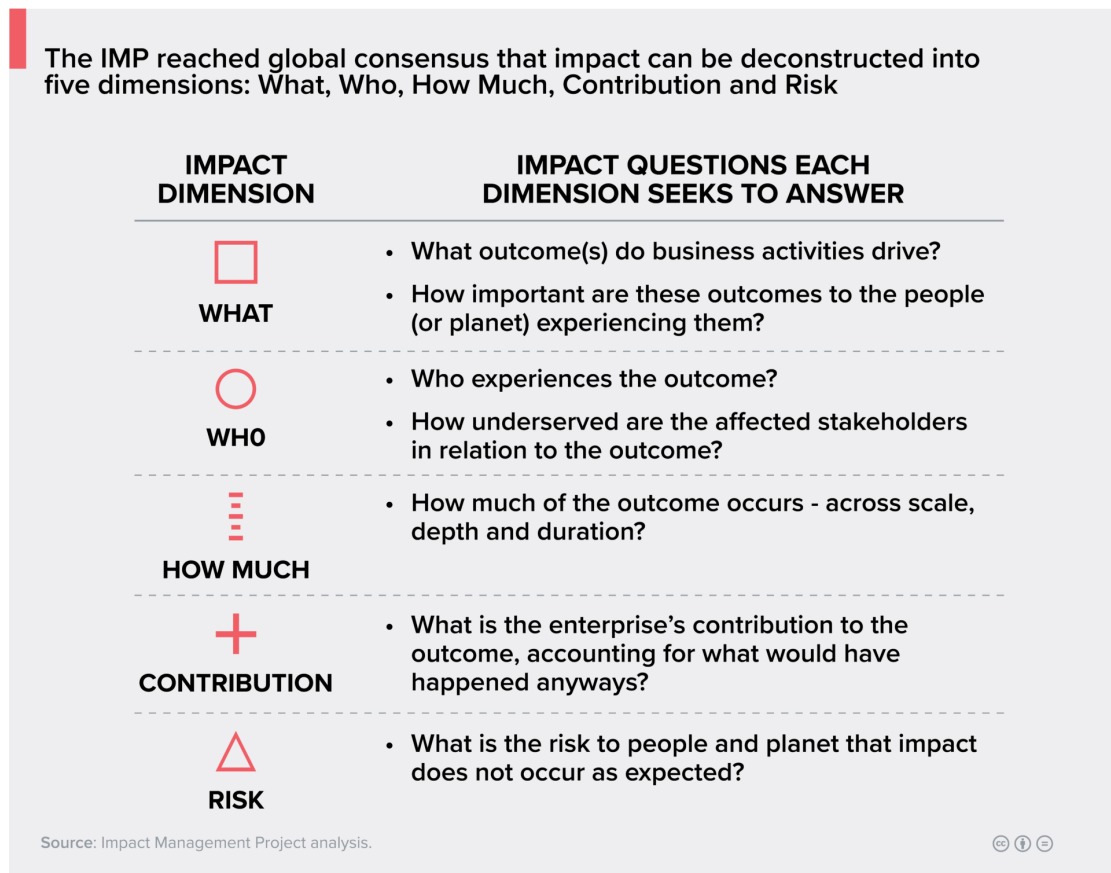 The IMP reached global consensus that impact can be deconstructed into
five dimensions: What, Who, How Much, Contribution and Risk
IMPACT
DIMENSION
IMPACT QUESTIONS EACH
DIMENSION SEEKS TO ANSWER
WHAT
• What outcome(s) do business activities drive?
• How important are these outcomes to the people
(or planet) experiencing them?
WH0
• Who experiences the outcome?
• How underserved are the affected stakeholders
in relation to the outcome?
HOW MUCH
• How much of the outcome occurs - across scale,
depth and duration?
CONTRIBUTION
• What is the enterprise’s contribution to the
outcome, accounting for what would have
happened anyways?
RISK
• What is the risk to people and planet that impact
does not occur as expected?
Source: Impact Management Project analysis.
cc